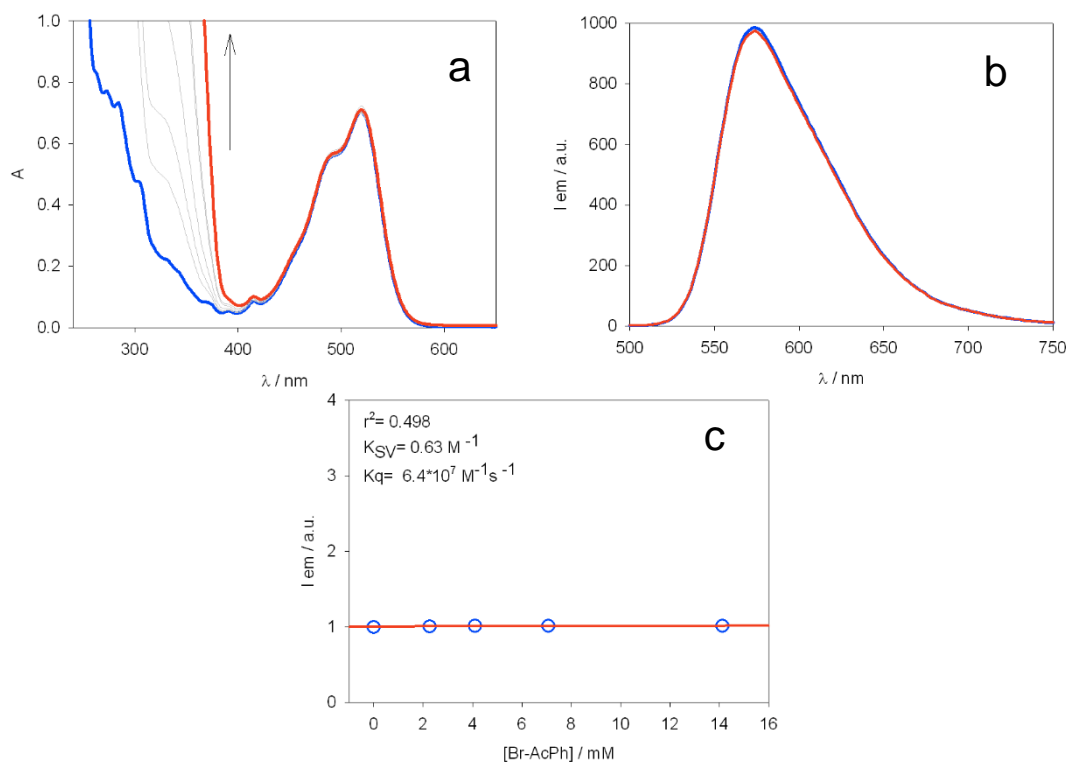 a
1.0
0.8
0.6
0.4
0.2
0.0
A
300 400 500 600
λ / nm
b
1000
800
600
400
200
0
I em / a.u.
500 550 600 650 700 750
λ / nm
c
r²= 0.498
KSV= 0.63 M -1
Kq= 6.4*10⁷ M⁻¹s ⁻¹
4
3
2
1
0
I em / a.u.
0 2 4 6 8 10 12 14 16
[Br-AcPh] / mM